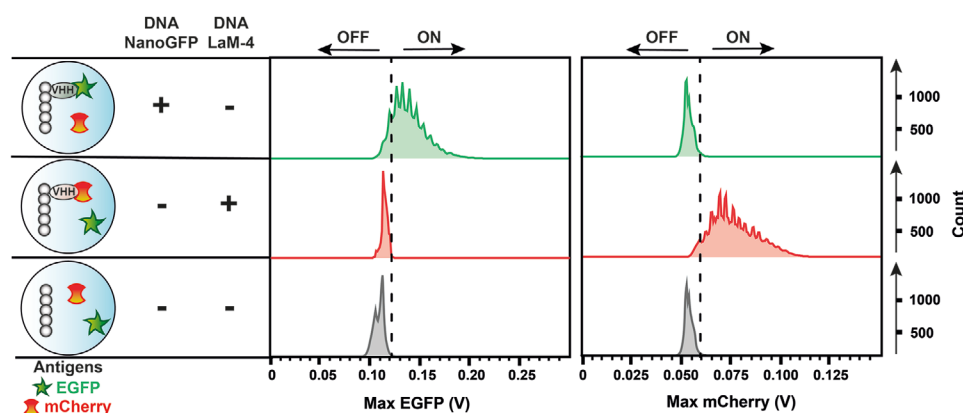 DNA NanoGFP
DNA LaM-4
OFF ON
OFF ON
VHH
+ -
1000
500
VHH
- +
1000
500
Count
- -
1000
500
Antigens
EGFP
mCherry
0 0.05 0.10 0.15 0.20 0.25
Max EGFP (V)
0 0.025 0.050 0.075 0.10 0.125
Max mCherry (V)